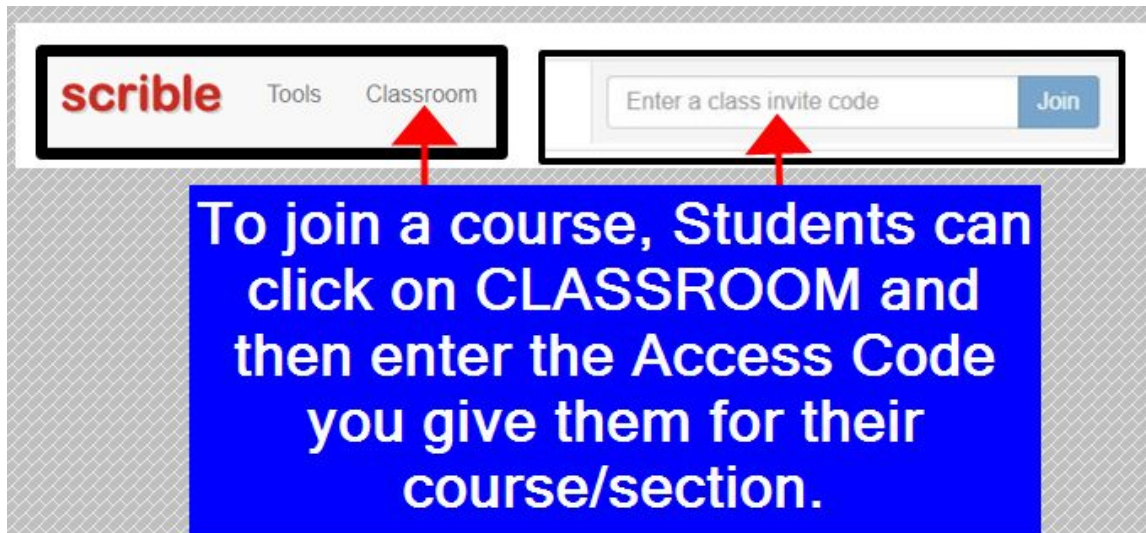 scrible Tools Classroom
Enter a class invite code Join
To join a course, Students can
click on CLASSROOM and
then enter the Access Code
you give them for their
course/section.